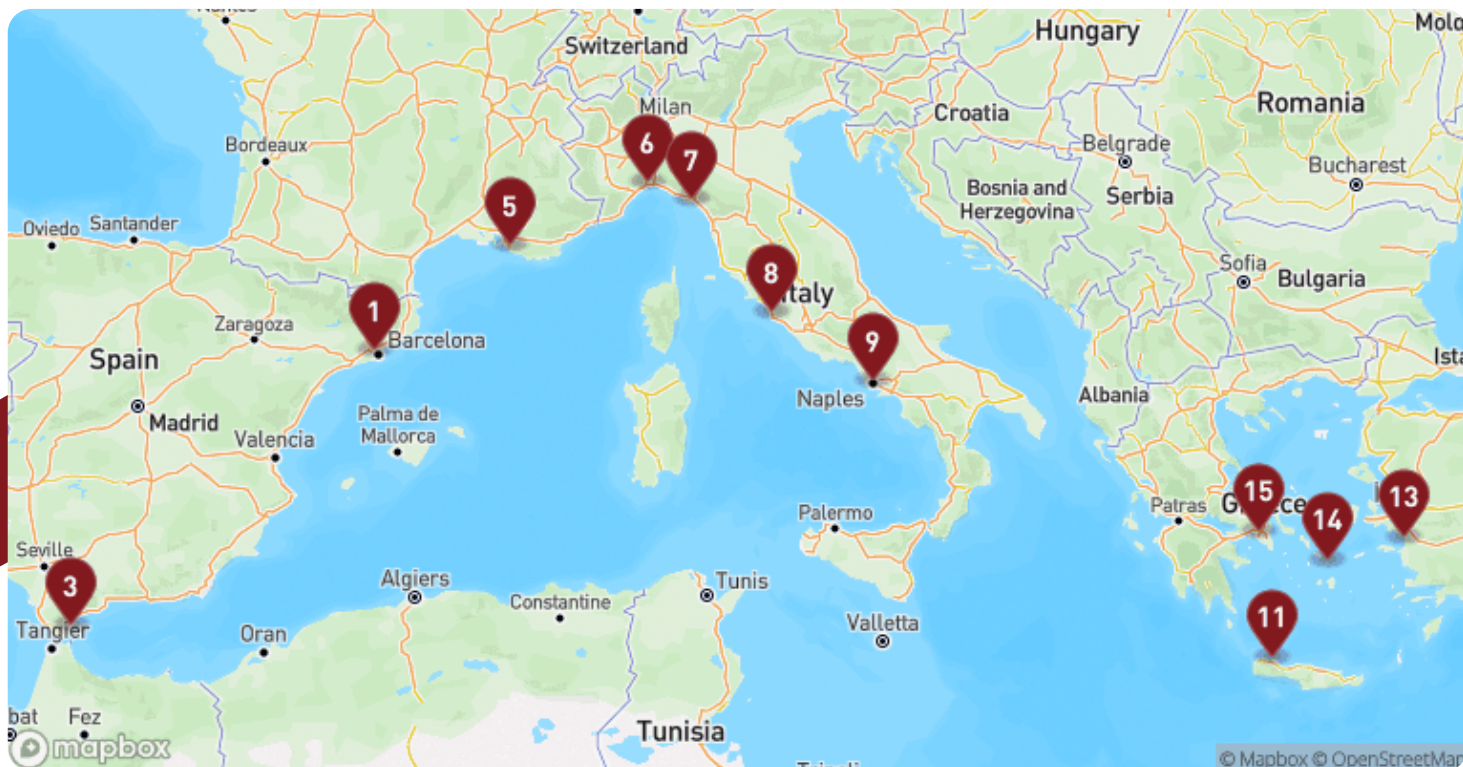 Nantes
Switzerland
Hungary
Molo
Milan
Croatia
Romania
6
7
Bordeaux
Belgrade
Bucharest
Bosnia and
Herzegovina
Serbia
5
Oviedo
Santander
8
Italy
Sofia
Bulgaria
1
Zaragoza
Barcelona
Spain
9
Ista
Madrid
Palma de
Mallorca
Naples
Albania
Valencia
15
13
Palermo
Patras
Greece
14
Seville
3
Algiers
Tunis
Constantine
11
Tangier
Oran
Valletta
bat
Fez
Tunisia
mapbox
© Mapbox © OpenStreetMap